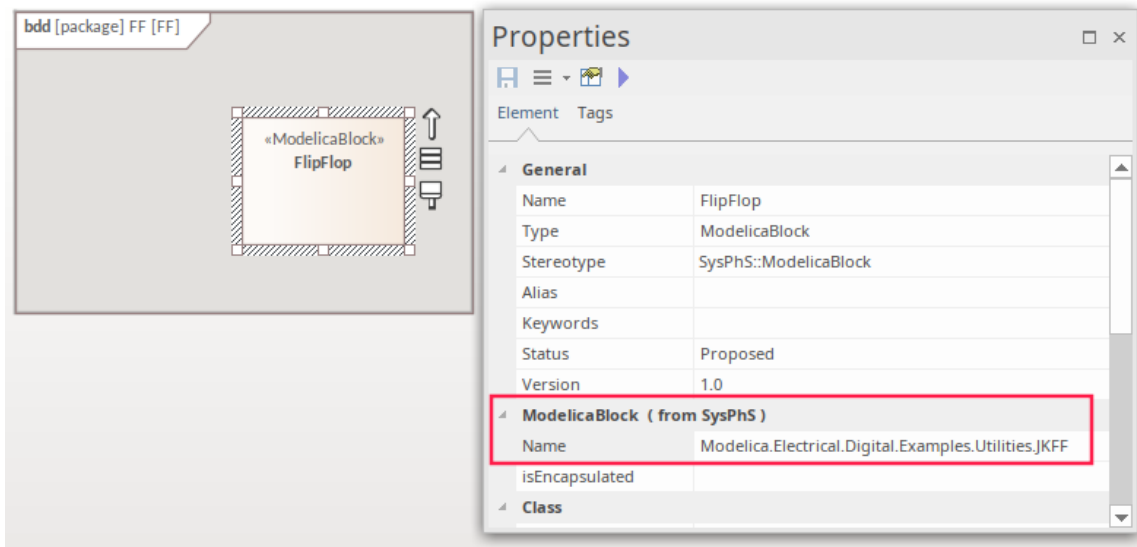 bdd [package] FF [FF]
«ModelicaBlock»
FlipFlop
Properties
Element Tags
General
Name FlipFlop
Type ModelicaBlock
Stereotype SysPhS::ModelicaBlock
Alias
Keywords
Status Proposed
Version 1.0
ModelicaBlock ( from SysPhS )
Name Modelica.Electrical.Digital.Examples.Utilities.JKFF
isEncapsulated
Class